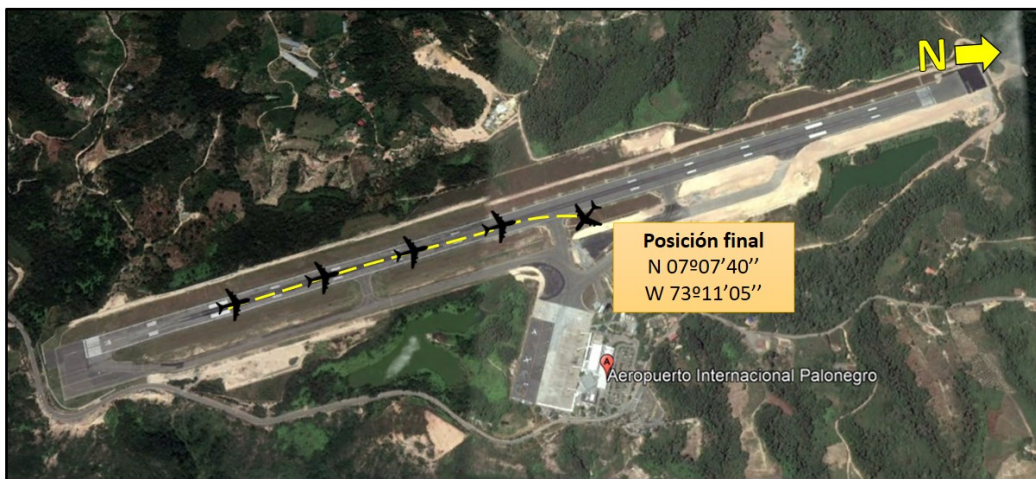 N
Posición final
N 07º07’40’’
W 73º11’05’’
A
Aeropuerto Internacional Palonegro